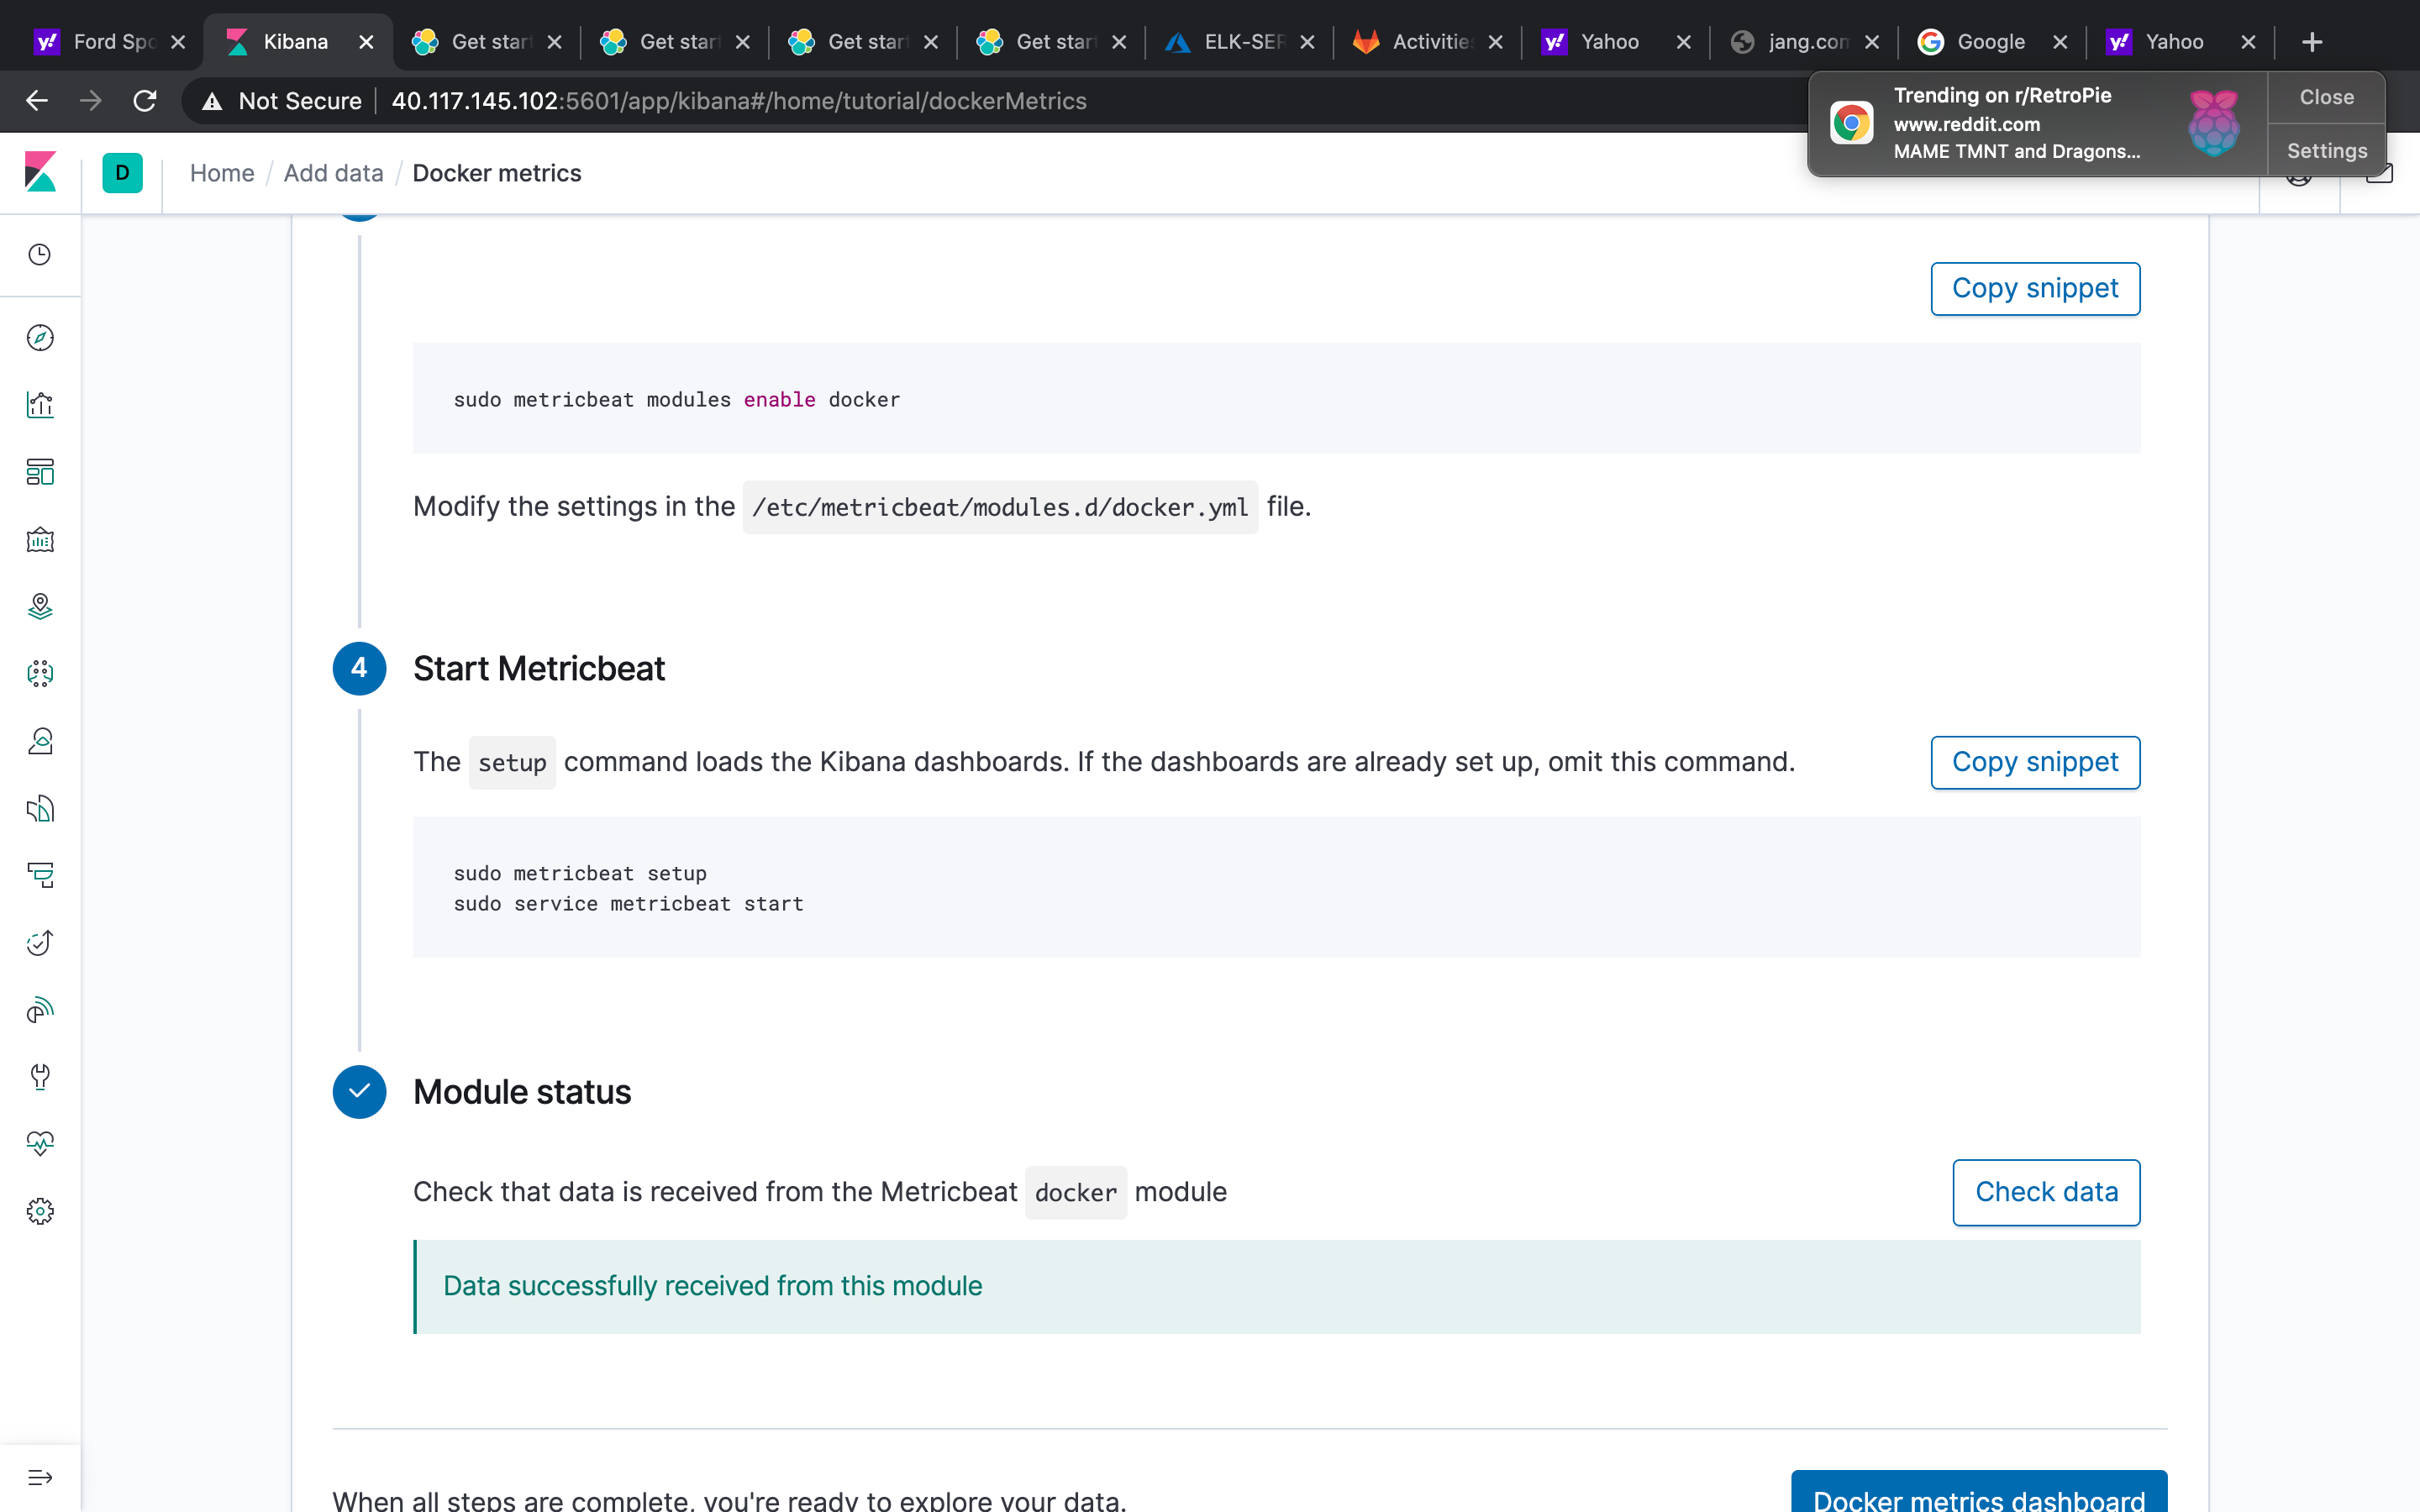 Ford Spo
Kibana
Get star
Get star
Get star
Get star
ELK-SER
Activities
Yahoo
jang.com
Google
Yahoo
Not Secure
40.117.145.102:5601/app/kibana#/home/tutorial/dockerMetrics
Trending on r/RetroPie
www.reddit.com
MAME TMNT and Dragons...
Close
Settings
D
Home / Add data / Docker metrics
Copy snippet
sudo metricbeat modules enable docker
Modify the settings in the /etc/metricbeat/modules.d/docker.yml file.
4
Start Metricbeat
The setup command loads the Kibana dashboards. If the dashboards are already set up, omit this command.
Copy snippet
sudo metricbeat setup
sudo service metricbeat start
Module status
Check that data is received from the Metricbeat docker module
Check data
Data successfully received from this module
When all steps are complete, you're ready to explore your data.
Docker metrics dashboard